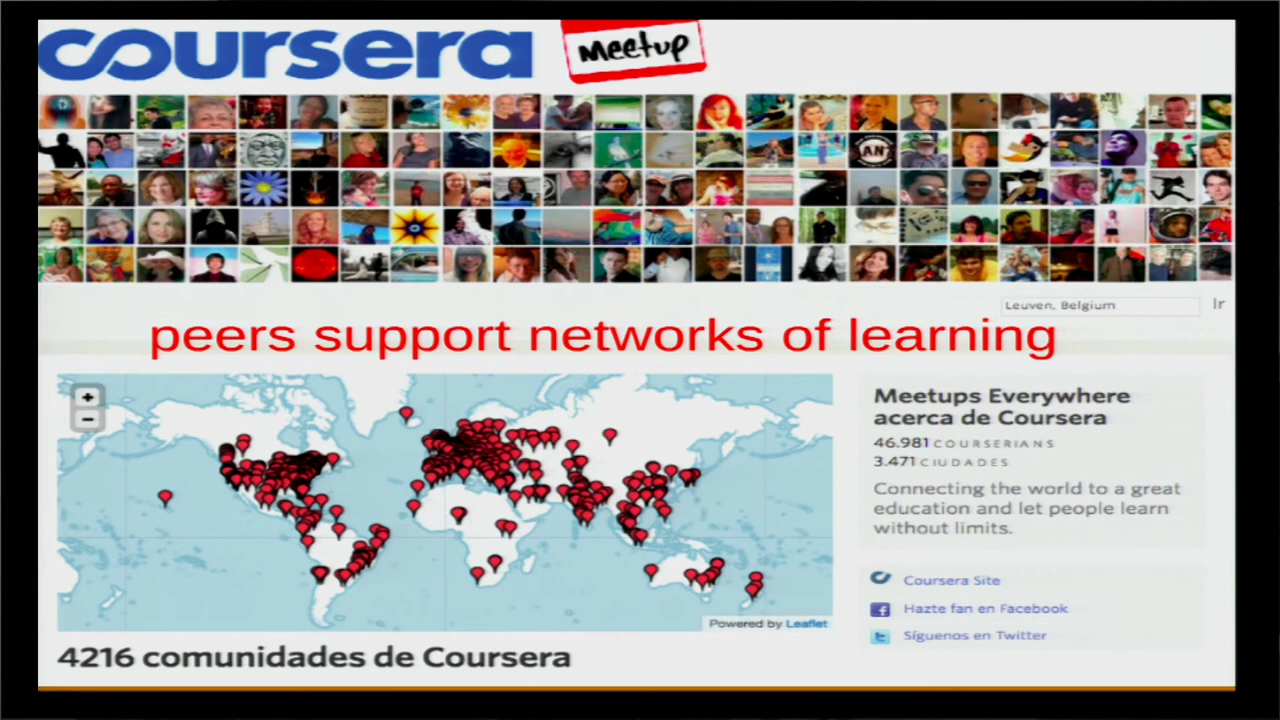 coursera
Meetup
AN
Leuven, Belgium
Ir
peers support networks of learning
+
−
Meetups Everywhere
acerca de Coursera
46.981 COURSERIANS
3.471 CIUDADES
Connecting the world to a great
education and let people learn
without limits.
Coursera Site
Hazte fan en Facebook
Síguenos en Twitter
Powered by Leaflet
4216 comunidades de Coursera